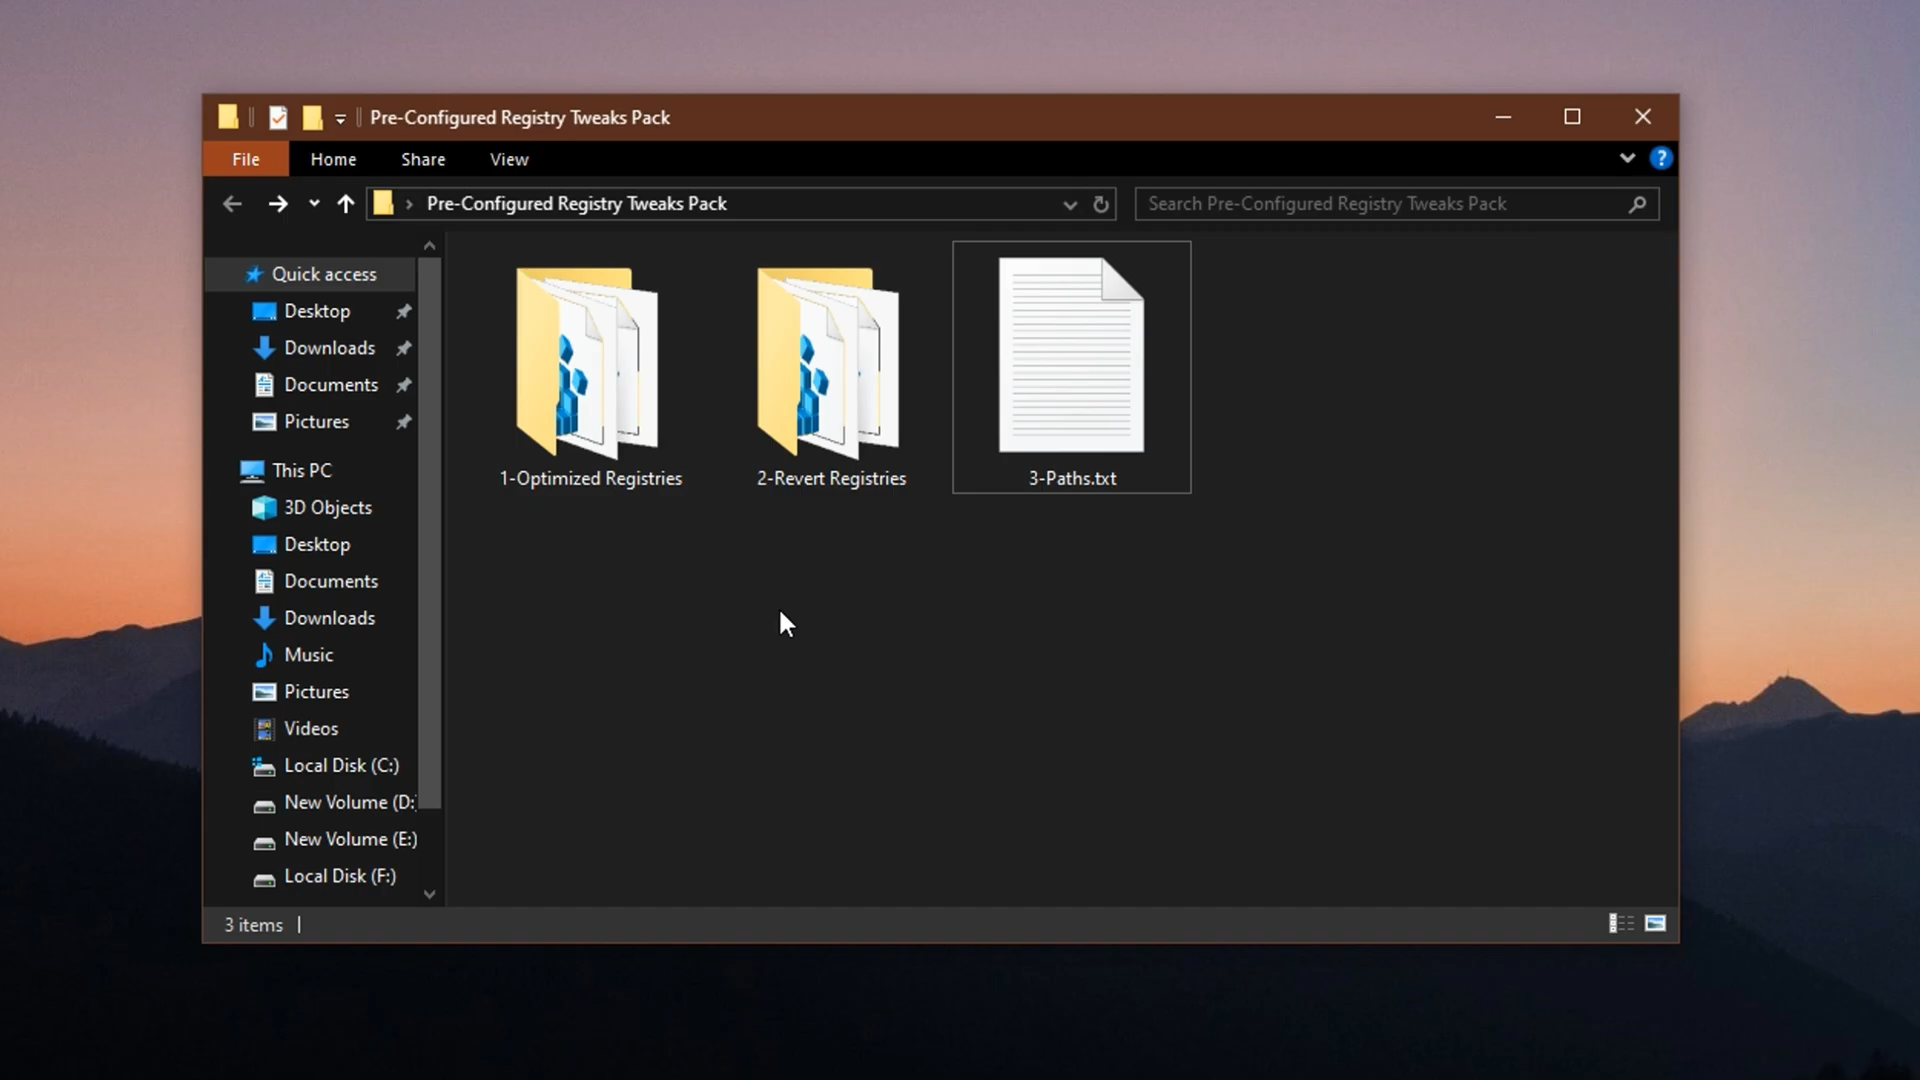 Pre-Configured Registry Tweaks Pack
File Home Share View
?
Pre-Configured Registry Tweaks Pack
Search Pre-Configured Registry Tweaks Pack
Quick access
Desktop
Downloads
Documents
Pictures
This PC
3D Objects
Desktop
Documents
Downloads
Music
Pictures
Videos
Local Disk (C:)
New Volume (D:
New Volume (E:)
Local Disk (F:)
1-Optimized Registries
2-Revert Registries
3-Paths.txt
3 items